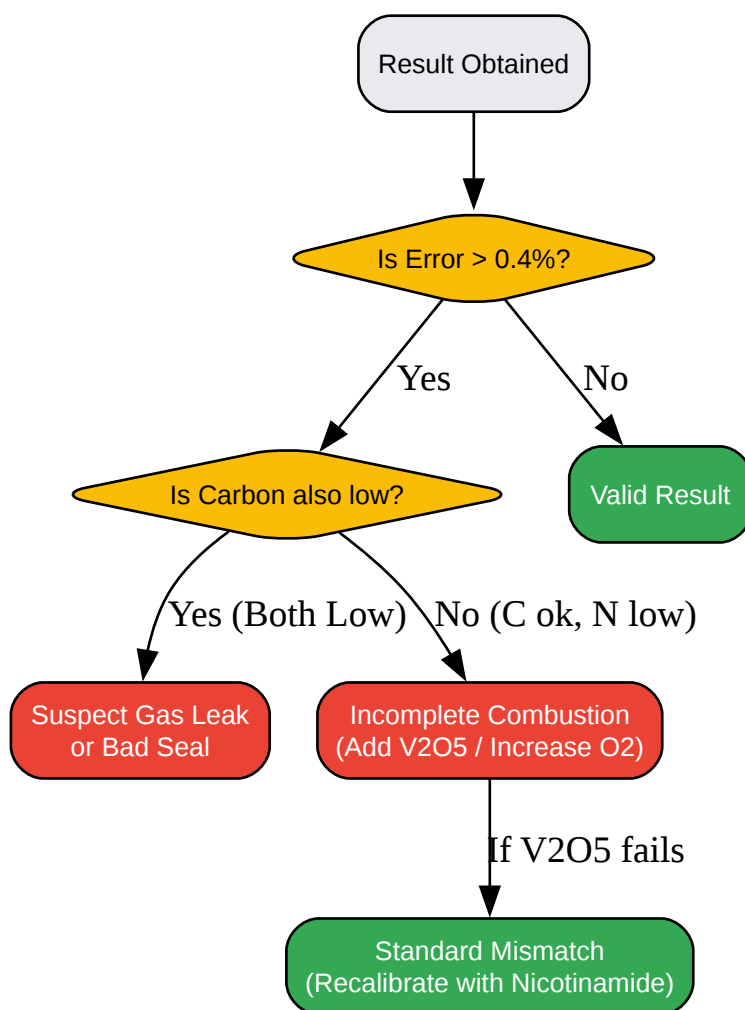 Result Obtained
Is Error > 0.4%?
Yes
No
Is Carbon also low?
Valid Result
Yes (Both Low)
No (C ok, N low)
Suspect Gas Leak
or Bad Seal
Incomplete Combustion
(Add V2O5 / Increase O2)
If V2O5 fails
Standard Mismatch
(Recalibrate with Nicotinamide)